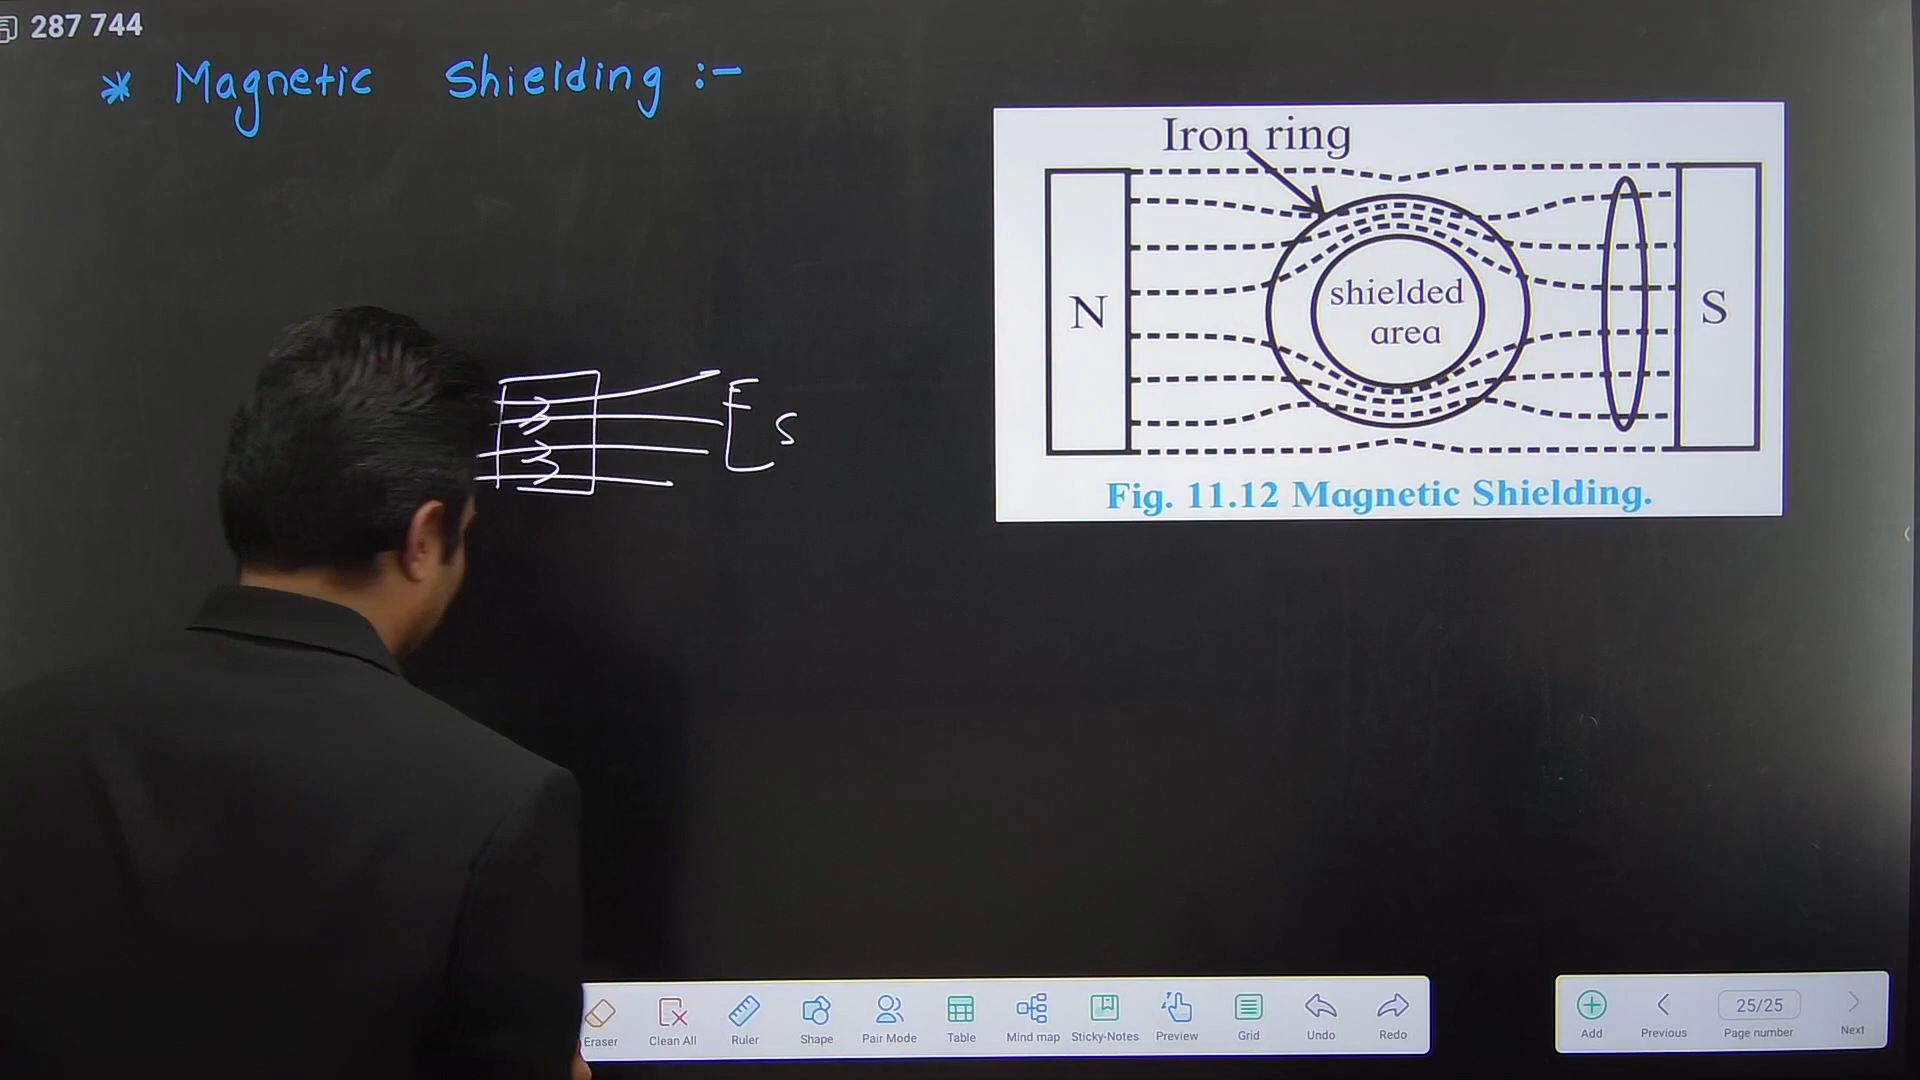 287 744
* Magnetic Shielding :-
Iron ring
N
shielded
area
S
S
Fig. 11.12 Magnetic Shielding.
Eraser
Clean All
Ruler
Shape
Pair Mode
Table
Mind map
Sticky-Notes
Preview
Grid
Undo
Redo
Add
Previous
25/25
Page number
Next